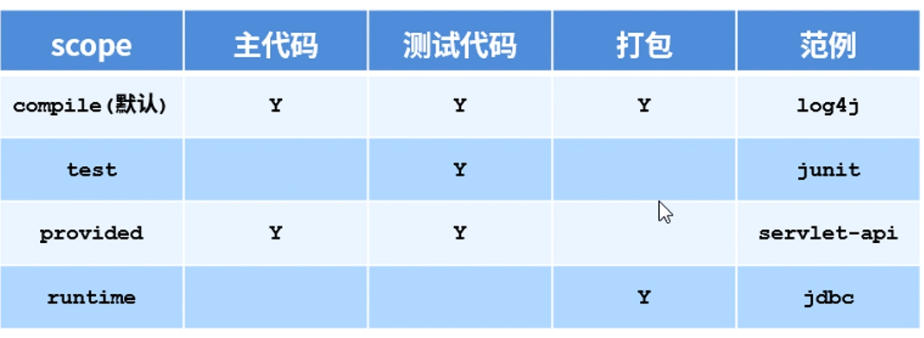 scope 主代码 测试代码 打包 范例
compile(默认) Y Y Y log4j
test Y junit
provided Y Y servlet-api
runtime Y jdbc